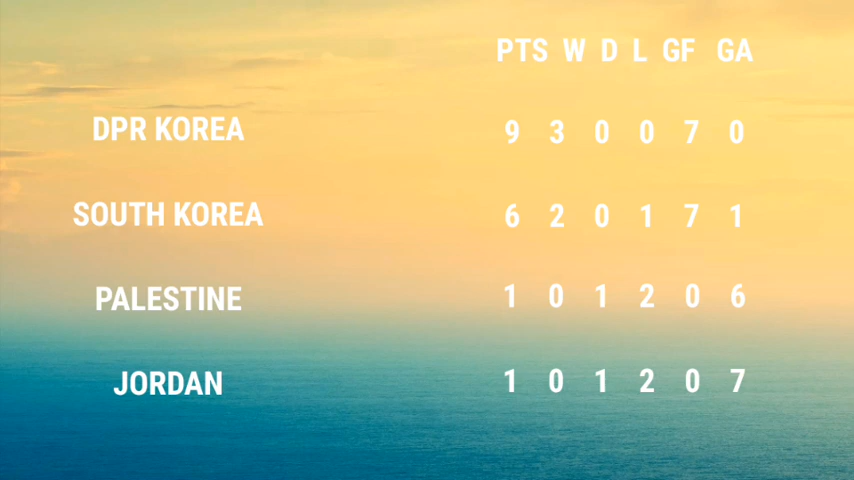 PTS W D L GF GA
DPR KOREA 9 3 0 0 7 0
SOUTH KOREA 6 2 0 1 7 1
PALESTINE 1 0 1 2 0 6
JORDAN 1 0 1 2 0 7